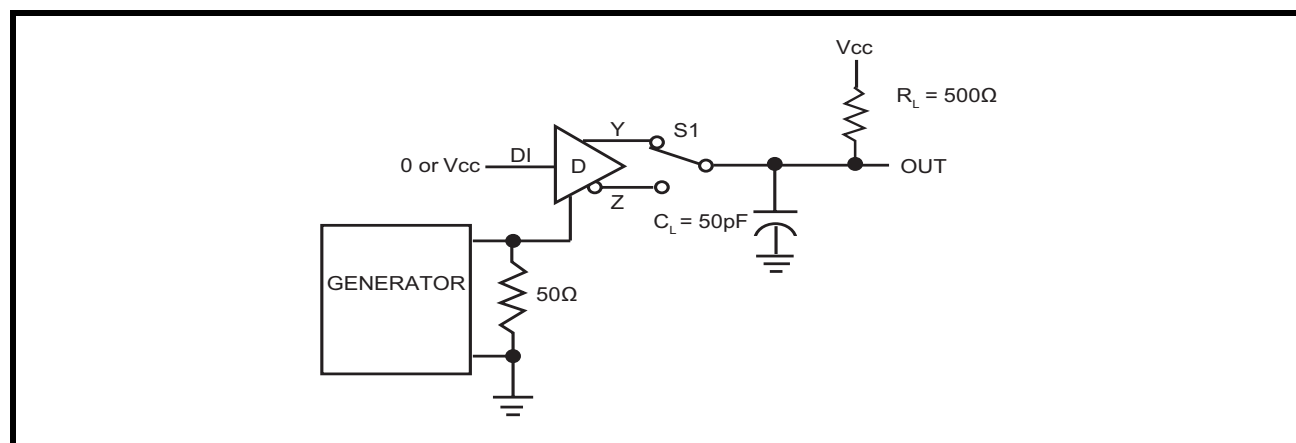 Vcc
R_L = 500Ω
Y
S1
0 or Vcc
DI
D
OUT
Z
C_L = 50pF
GENERATOR
50Ω